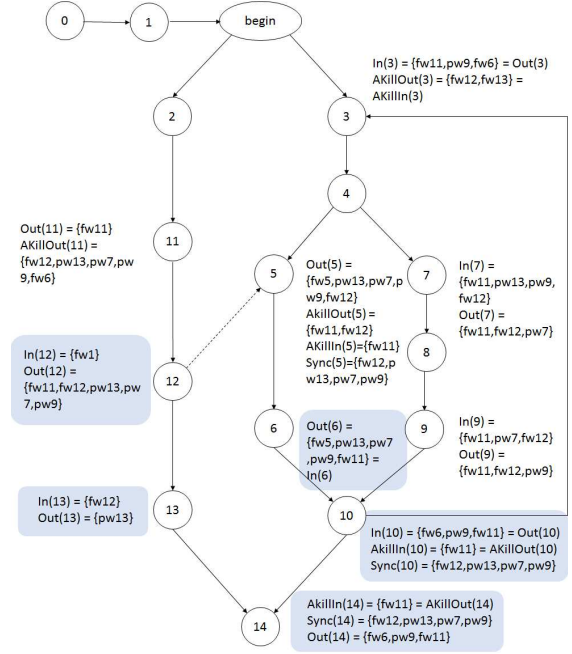 0
1
begin
In(3) = {fw11,pw9,fw6} = Out(3)
AKillOut(3) = {fw12,fw13} =
AKillIn(3)
2
3
4
Out(11) = {fw11}
AKillOut(11) =
{fw12,pw13,pw7,pw
9,fw6}
11
5
Out(5) =
{fw5,pw13,pw7,p
w9,fw12}
AkillOut(5) =
{fw11,fw12}
AKillIn(5)={fw11}
Sync(5)={fw12,p
w13,pw7,pw9}
7
In(7) =
{fw11,pw13,pw9,
fw12}
Out(7) =
{fw11,fw12,pw7}
8
In(12) = {fw1}
Out(12) =
{fw11,fw12,pw13,pw
7,pw9}
12
6
Out(6) =
{fw5,pw13,pw7
,pw9,fw11} =
In(6)
9
In(9) =
{fw11,pw7,fw12}
Out(9) =
{fw11,fw12,pw9}
In(13) = {fw12}
Out(13) = {pw13}
13
10
In(10) = {fw6,pw9,fw11} = Out(10)
AkillIn(10) = {fw11} = AKillOut(10)
Sync(10) = {fw12,pw13,pw7,pw9}
14
AkillIn(14) = {fw11} = AKillOut(14)
Sync(14) = {fw12,pw13,pw7,pw9}
Out(14) = {fw6,pw9,fw11}